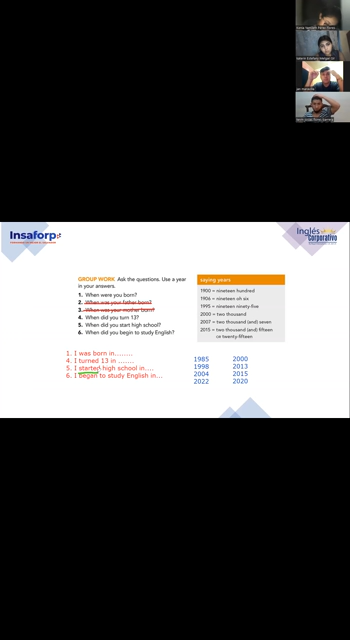 Insaforp
Inglés
corporativo
GROUP WORK Ask the questions. Use a year
in your answers.
1. When were you born?
2. When was your father born?
3. When was your mother born?
4. When did you turn 13?
5. When did you start high school?
6. When did you begin to study English?
saying years
1900 = nineteen hundred
1906 = nineteen oh six
1995 = nineteen ninety-five
2000 = two thousand
2007 = two thousand (and) seven
2015 = two thousand (and) fifteen
or twenty-fifteen
1. I was born in........
4. I turned 13 in .......
5. I started high school in....
6. I began to study English in...
1985 2000
1998 2013
2004 2015
2022 2020